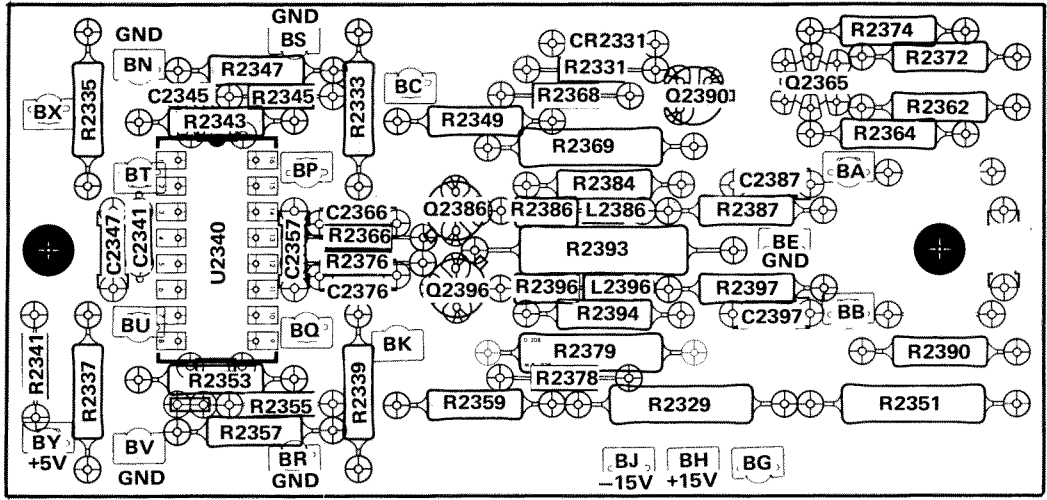 GND
GND
BS
R2374
CR2331
BN
R2347
R2331
R2372
BX
R2335
C2345
R2345
R2333
BC
R2368
Q2390
Q2365
R2343
R2349
R2362
R2364
R2369
BT
BP
R2384
C2387
BA
C2347
C2341
U2340
C2357
C2366
R2366
Q2386
R2386
L2386
R2387
R2393
BE
GND
R2376
C2376
Q2396
R2396
L2396
R2397
C2397
BB
BU
BQ
BK
R2394
R2341
R2337
R2339
R2379
R2390
R2353
R2378
R2355
R2359
R2329
R2351
R2357
BY
+5V
BV
GND
BR
GND
BJ
−15V
BH
+15V
BG